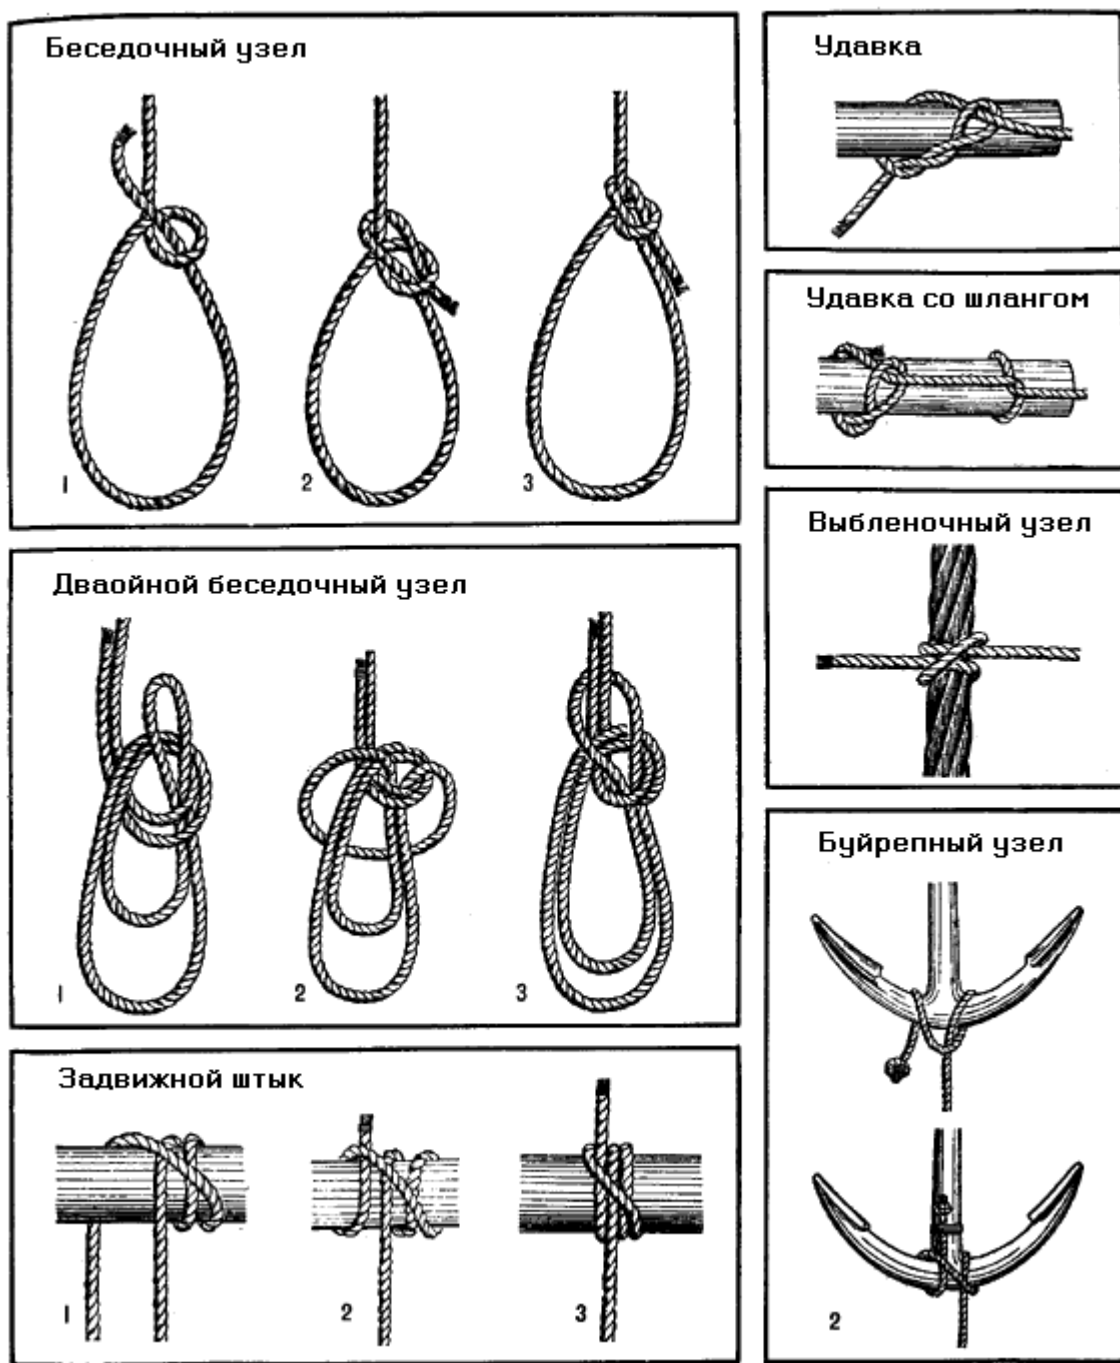 Беседочный узел
1
2
3
Дваойной беседочный узел
1
2
3
Задвижной штык
1
2
3
Удавка
Удавка со шлангом
Выбленочный узел
Буйрепный узел
2